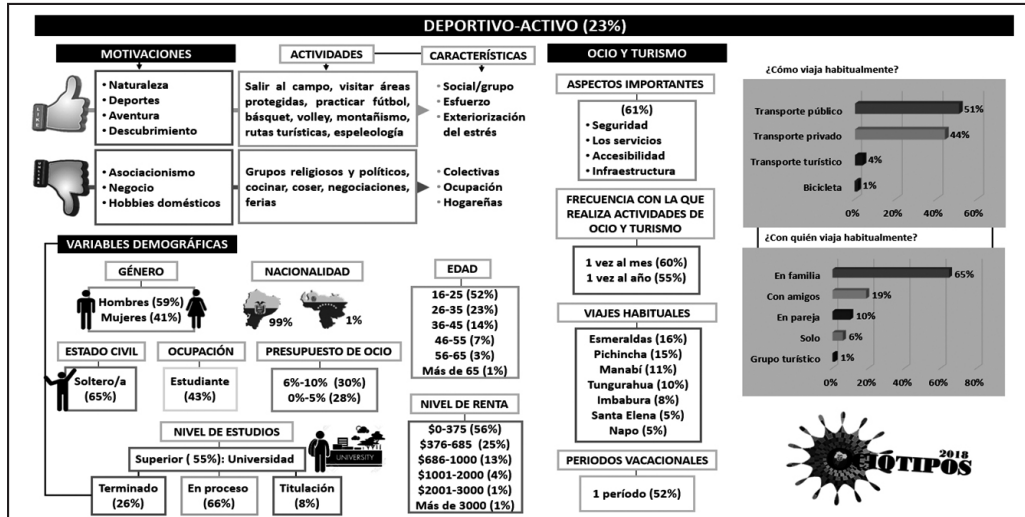 DEPORTIVO-ACTIVO (23%)
MOTIVACIONES
• Naturaleza
• Deportes
• Aventura
• Descubrimiento
ACTIVIDADES
Salir al campo, visitar áreas
protegidas, practicar fútbol,
básquet, volley, montañismo,
rutas turísticas, espeleología
CARACTERÍSTICAS
• Social/grupo
• Esfuerzo
• Exteriorización
del estrés
LIKE
• Asociacionismo
• Negocio
• Hobbies domésticos
Grupos religiosos y políticos,
cocinar, coser, negociaciones,
ferias
• Colectivas
• Ocupación
• Hogareñas
VARIABLES DEMOGRÁFICAS
GÉNERO
Hombres (59%)
Mujeres (41%)
NACIONALIDAD
99%
1%
EDAD
16-25 (52%)
26-35 (23%)
36-45 (14%)
46-55 (7%)
56-65 (3%)
Más de 65 (1%)
ESTADO CIVIL
Soltero/a
(65%)
OCUPACIÓN
Estudiante
(43%)
PRESUPUESTO DE OCIO
6%-10% (30%)
0%-5% (28%)
NIVEL DE ESTUDIOS
Superior ( 55%): Universidad
UNIVERSITY
Terminado
(26%)
En proceso
(66%)
Titulación
(8%)
NIVEL DE RENTA
$0-375 (56%)
$376-685 (25%)
$686-1000 (13%)
$1001-2000 (4%)
$2001-3000 (1%)
Más de 3000 (1%)
OCIO Y TURISMO
ASPECTOS IMPORTANTES
(61%)
• Seguridad
• Los servicios
• Accesibilidad
• Infraestructura
FRECUENCIA CON LA QUE
REALIZA ACTIVIDADES DE
OCIO Y TURISMO
1 vez al mes (60%)
1 vez al año (55%)
VIAJES HABITUALES
Esmeraldas (16%)
Pichincha (15%)
Manabí (11%)
Tungurahua (10%)
Imbabura (8%)
Santa Elena (5%)
Napo (5%)
PERIODOS VACACIONALES
1 período (52%)
¿Cómo viaja habitualmente?
Transporte público 51%
Transporte privado 44%
Transporte turístico 4%
Bicicleta 1%
0% 20% 40% 60%
¿Con quién viaja habitualmente?
En familia 65%
Con amigos 19%
En pareja 10%
Solo 6%
Grupo turístico 1%
0% 20% 40% 60% 80%
2018
IQTIPOS